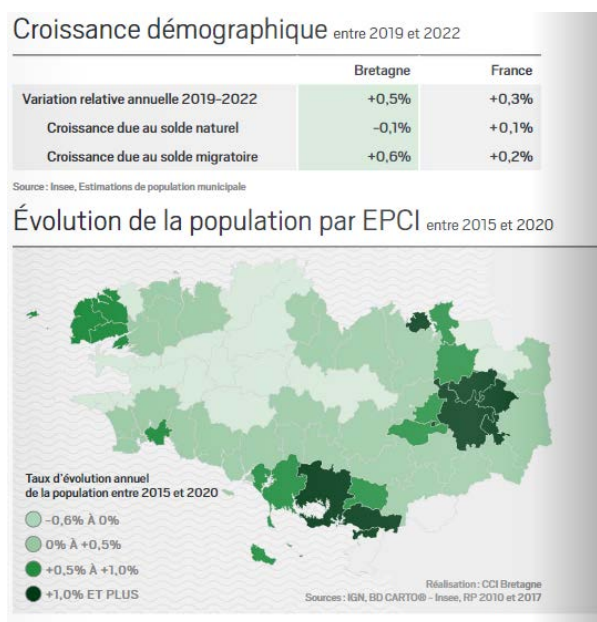 Croissance démographique entre 2019 et 2022
Bretagne France
Variation relative annuelle 2019-2022 +0,5% +0,3%
Croissance due au solde naturel -0,1% +0,1%
Croissance due au solde migratoire +0,6% +0,2%
Source : Insee, Estimations de population municipale
Évolution de la population par EPCI entre 2015 et 2020
Taux d'évolution annuel
de la population entre 2015 et 2020
-0,6% À 0%
0% À +0,5%
+0,5% À +1,0%
+1,0% ET PLUS
Réalisation : CCI Bretagne
Sources : IGN, BD CARTO® - Insee, RP 2010 et 2017